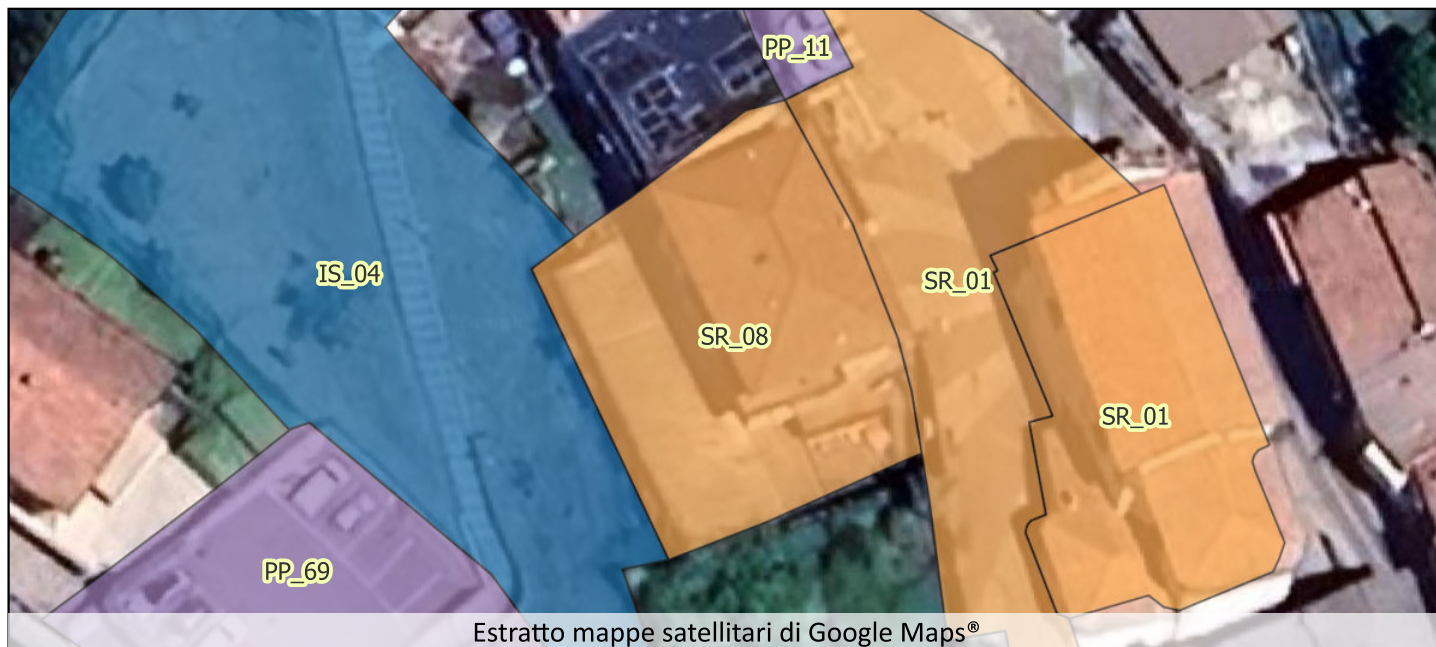 PP_11
IS_04
SR_01
SR_08
SR_01
PP_69
Estratto mappe satellitari di Google Maps®